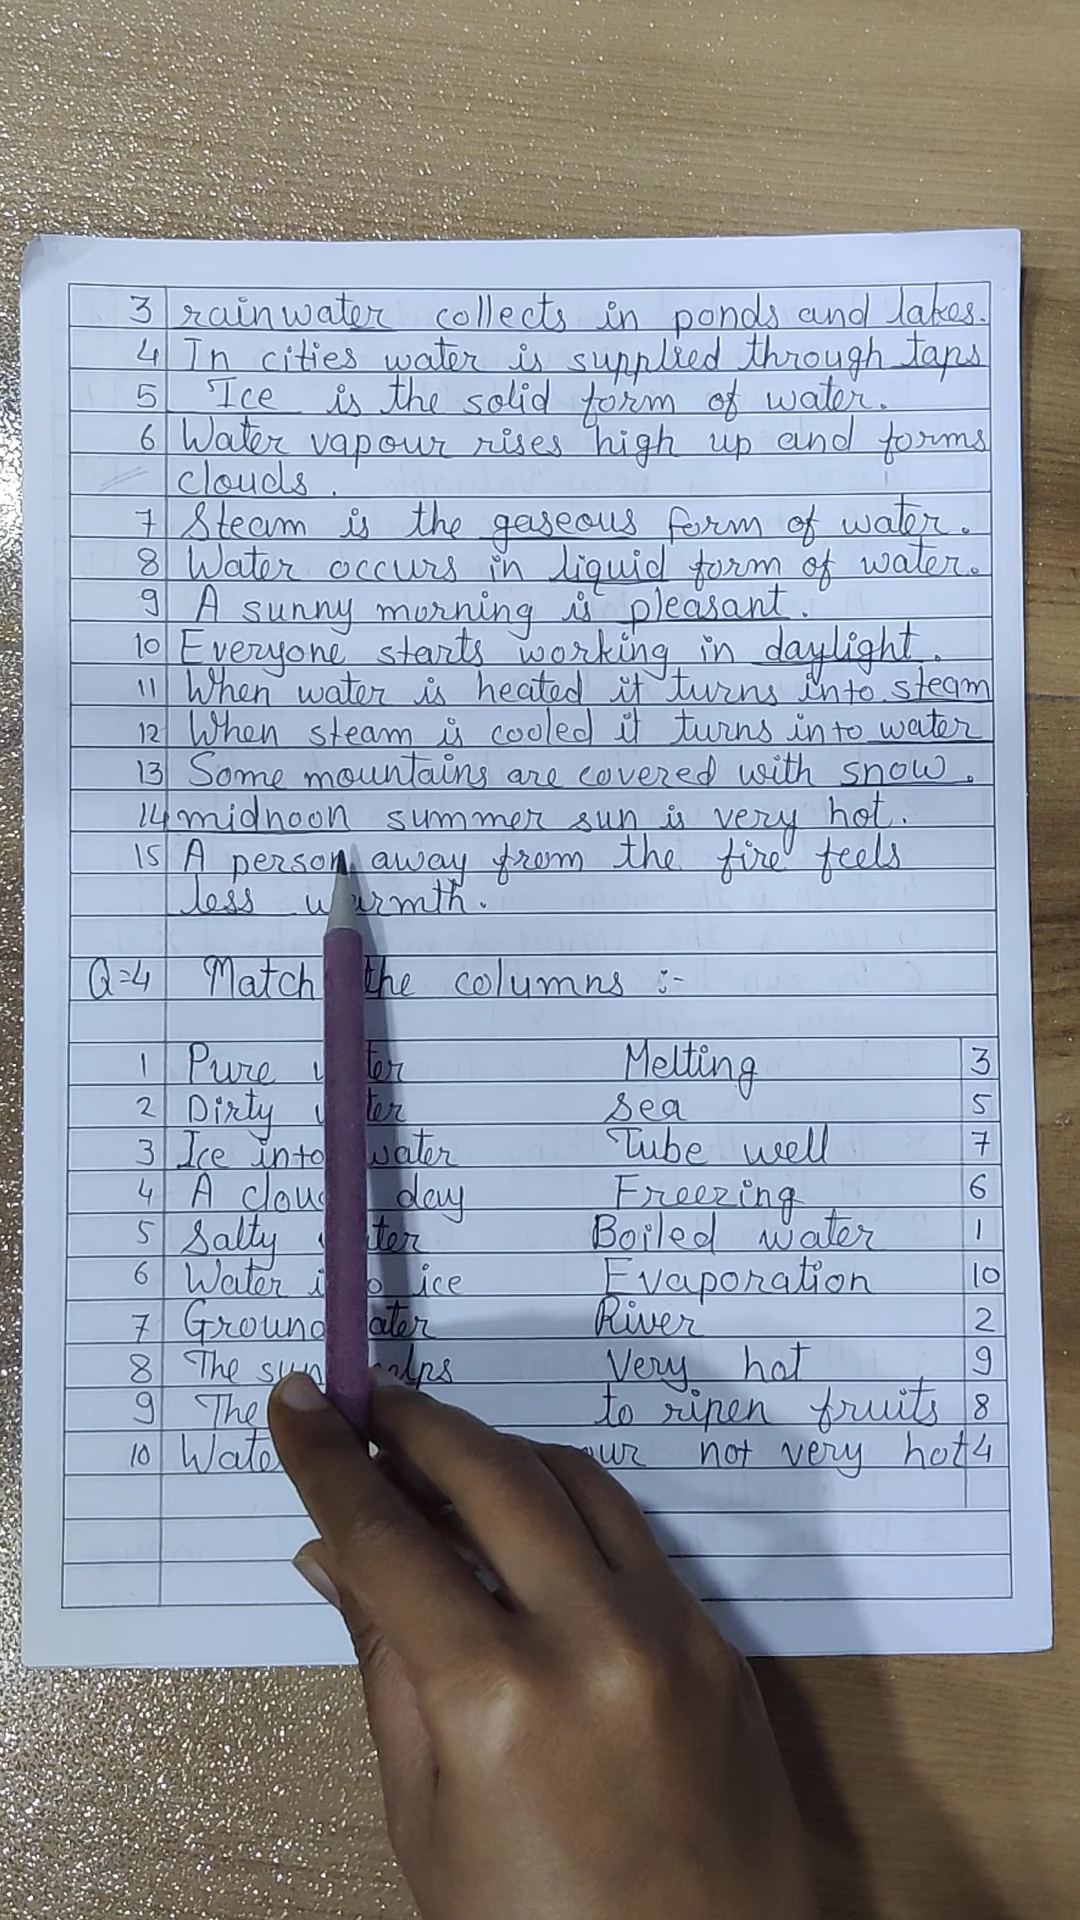 3 rainwater collects in ponds and lakes.
4 In cities water is supplied through taps
5 Ice is the solid form of water.
6 Water vapour rises high up and forms
clouds.
7 Steam is the gaseous form of water.
8 Water occurs in liquid form of water.
9 A sunny morning is pleasant.
10 Everyone starts working in daylight.
11 When water is heated it turns into steam
12 When steam is cooled it turns into water
13 Some mountains are covered with snow.
14 midnoon summer sun is very hot.
15 A person away from the fire feels
less warmth.
Q=4 Match the columns :-
1 Pure Melting 3
2 Dirty Sea 5
3 Ice into water Tube well 7
4 A day Freezing 6
5 Salty Boiled water 1
6 Water ice Evaporation 10
7 River 2
8 The Very hot 9
9 The to ripen fruits 8
10 not very hot 4